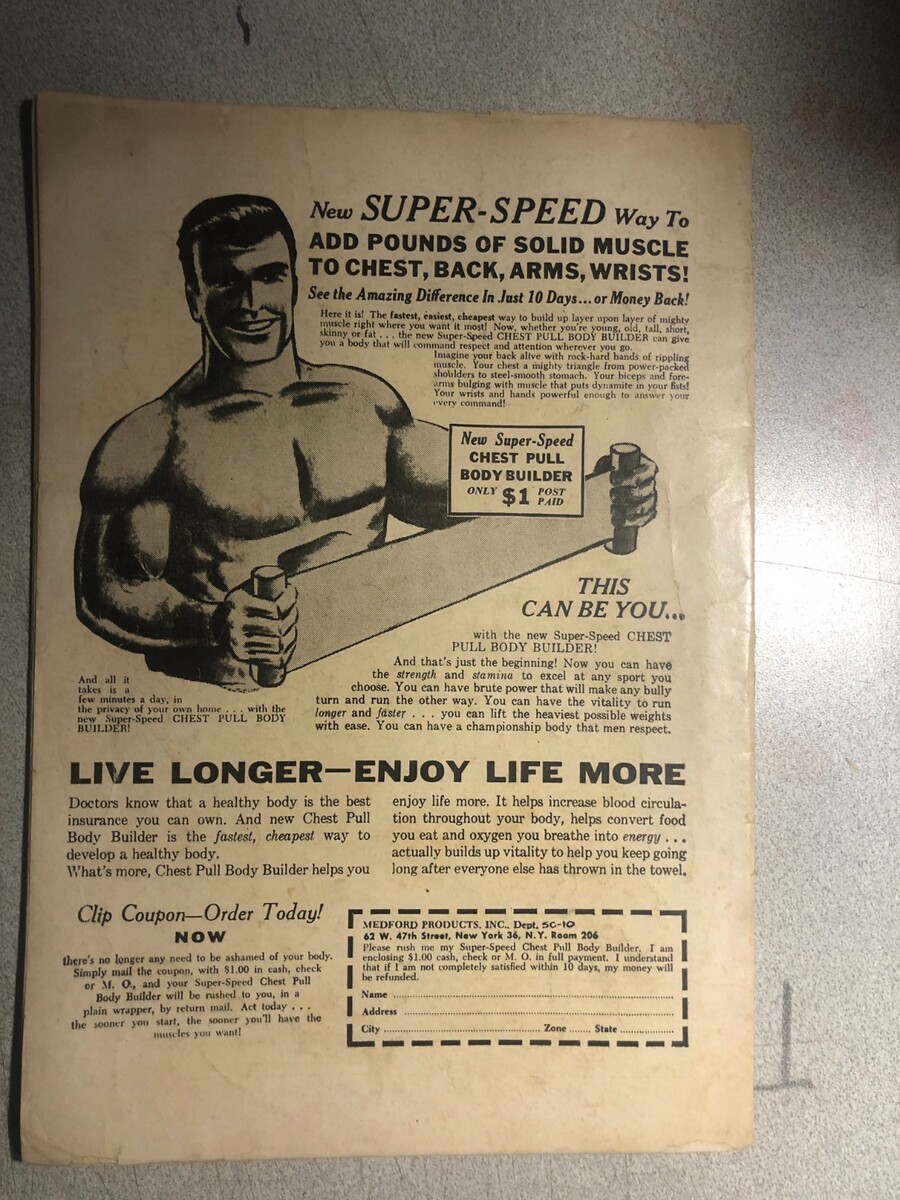 New SUPER-SPEED Way To
ADD POUNDS OF SOLID MUSCLE
TO CHEST, BACK, ARMS, WRISTS!
See the Amazing Difference In Just 10 Days...or Money Back!
Here it is! The fastest, easiest, cheapest way to build up layer upon layer of mighty
muscle right where you want it most! Now, whether you're young, old, tall, short,
skinny or fat . . . the new Super-Speed CHEST PULL BODY BUILDER can give
you a body that will command respect and attention wherever you go.
Imagine your back alive with rock-hard bands of rippling
muscle. Your chest a mighty triangle from power-packed
shoulders to steel-smooth stomach. Your biceps and fore-
arms bulging with muscle that puts dynamite in your fists!
Your wrists and hands powerful enough to answer your
every command!
New Super-Speed
CHEST PULL
BODY BUILDER
ONLY $1 POST PAID
THIS
CAN BE YOU...
with the new Super-Speed CHEST
PULL BODY BUILDER!
And that's just the beginning! Now you can have
the strength and stamina to excel at any sport you
choose. You can have brute power that will make any bully
turn and run the other way. You can have the vitality to run
longer and faster . . . you can lift the heaviest possible weights
with ease. You can have a championship body that men respect.
And all it
takes is a
few minutes a day, in
the privacy of your own home . . . with the
new Super-Speed CHEST PULL BODY
BUILDER!
LIVE LONGER—ENJOY LIFE MORE
Doctors know that a healthy body is the best
insurance you can own. And new Chest Pull
Body Builder is the fastest, cheapest way to
develop a healthy body.
What's more, Chest Pull Body Builder helps you
enjoy life more. It helps increase blood circula-
tion throughout your body, helps convert food
you eat and oxygen you breathe into energy . . .
actually builds up vitality to help you keep going
long after everyone else has thrown in the towel.
Clip Coupon—Order Today!
NOW
there's no longer any need to be ashamed of your body.
Simply mail the coupon, with $1.00 in cash, check
or M. O., and your Super-Speed Chest Pull
Body Builder will be rushed to you, in a
plain wrapper, by return mail. Act today . . .
the sooner you start, the sooner you'll have the
muscles you want!
MEDFORD PRODUCTS, INC., Dept. SC-10
62 W. 47th Street, New York 36, N.Y. Room 206
Please rush me my Super-Speed Chest Pull Body Builder. I am
enclosing $1.00 cash, check or M. O. in full payment. I understand
that if I am not completely satisfied within 10 days, my money will
be refunded.
Name
Address
City Zone State